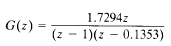 G(z) = 1.7294z / (z − 1)(z − 0.1353)